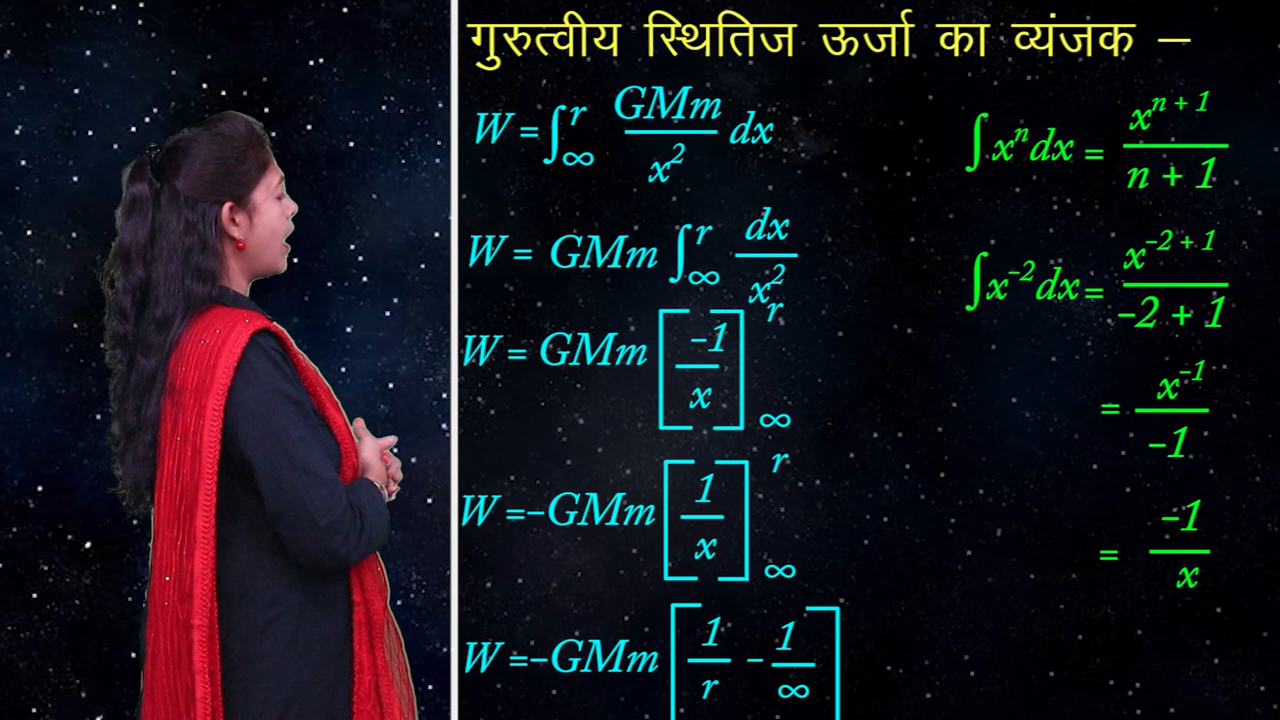 गुरुत्वीय स्थितिज ऊर्जा का व्यंजक –
W = ∫_∞^r GMm/x² dx
W = GMm ∫_∞^r dx/x²
W = GMm [–1/x]_∞^r
W =–GMm [1/x]_∞^r
W =–GMm [1/r – 1/∞]
∫xⁿdx = x^(n + 1)/(n + 1)
∫x⁻²dx = x^(–2 + 1)/(–2 + 1)
= x⁻¹/–1
= –1/x